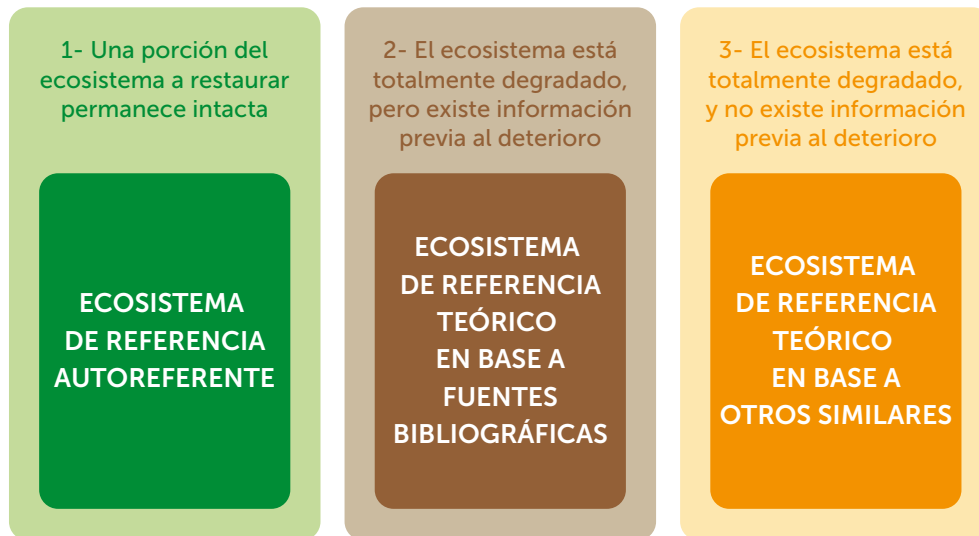 1- Una porción del
ecosistema a restaurar
permanece intacta
ECOSISTEMA
DE REFERENCIA
AUTOREFERENTE
2- El ecosistema está
totalmente degradado,
pero existe información
previa al deterioro
ECOSISTEMA
DE REFERENCIA
TEÓRICO
EN BASE A
FUENTES
BIBLIOGRÁFICAS
3- El ecosistema está
totalmente degradado,
y no existe información
previa al deterioro
ECOSISTEMA
DE REFERENCIA
TEÓRICO
EN BASE A
OTROS SIMILARES